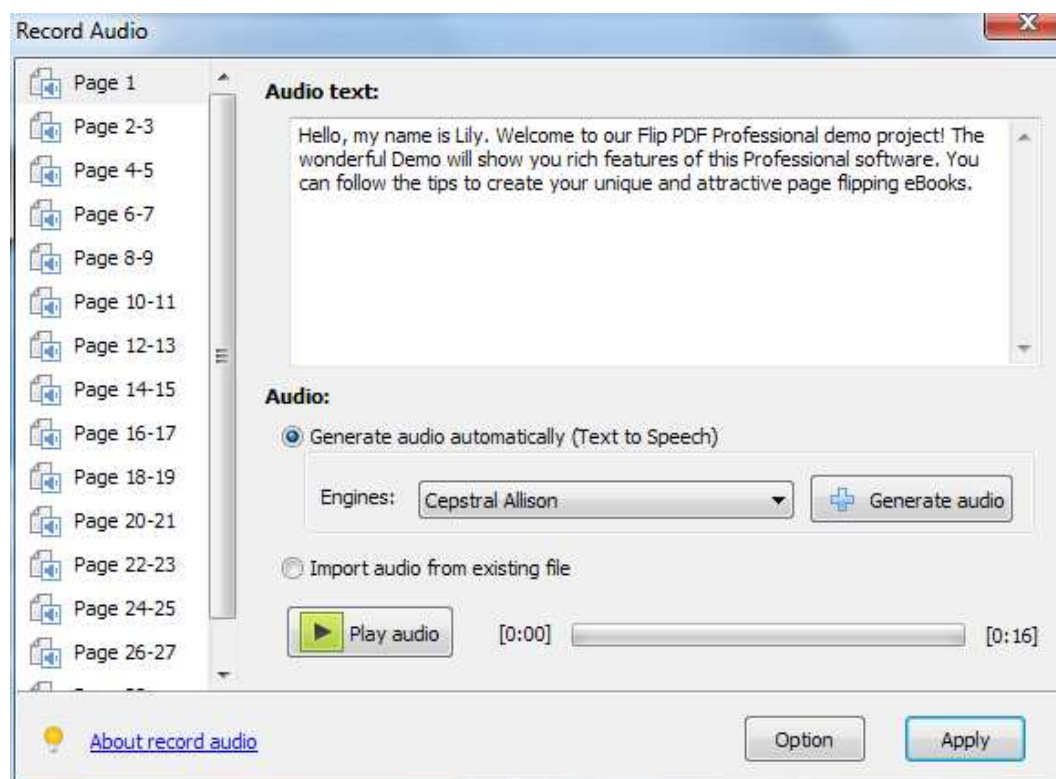 Record Audio
Page 1
Page 2-3
Page 4-5
Page 6-7
Page 8-9
Page 10-11
Page 12-13
Page 14-15
Page 16-17
Page 18-19
Page 20-21
Page 22-23
Page 24-25
Page 26-27
Audio text:
Hello, my name is Lily. Welcome to our Flip PDF Professional demo project! The
wonderful Demo will show you rich features of this Professional software. You
can follow the tips to create your unique and attractive page flipping eBooks.
Audio:
Generate audio automatically (Text to Speech)
Engines: Cepstral Allison Generate audio
Import audio from existing file
Play audio [0:00] [0:16]
About record audio Option Apply